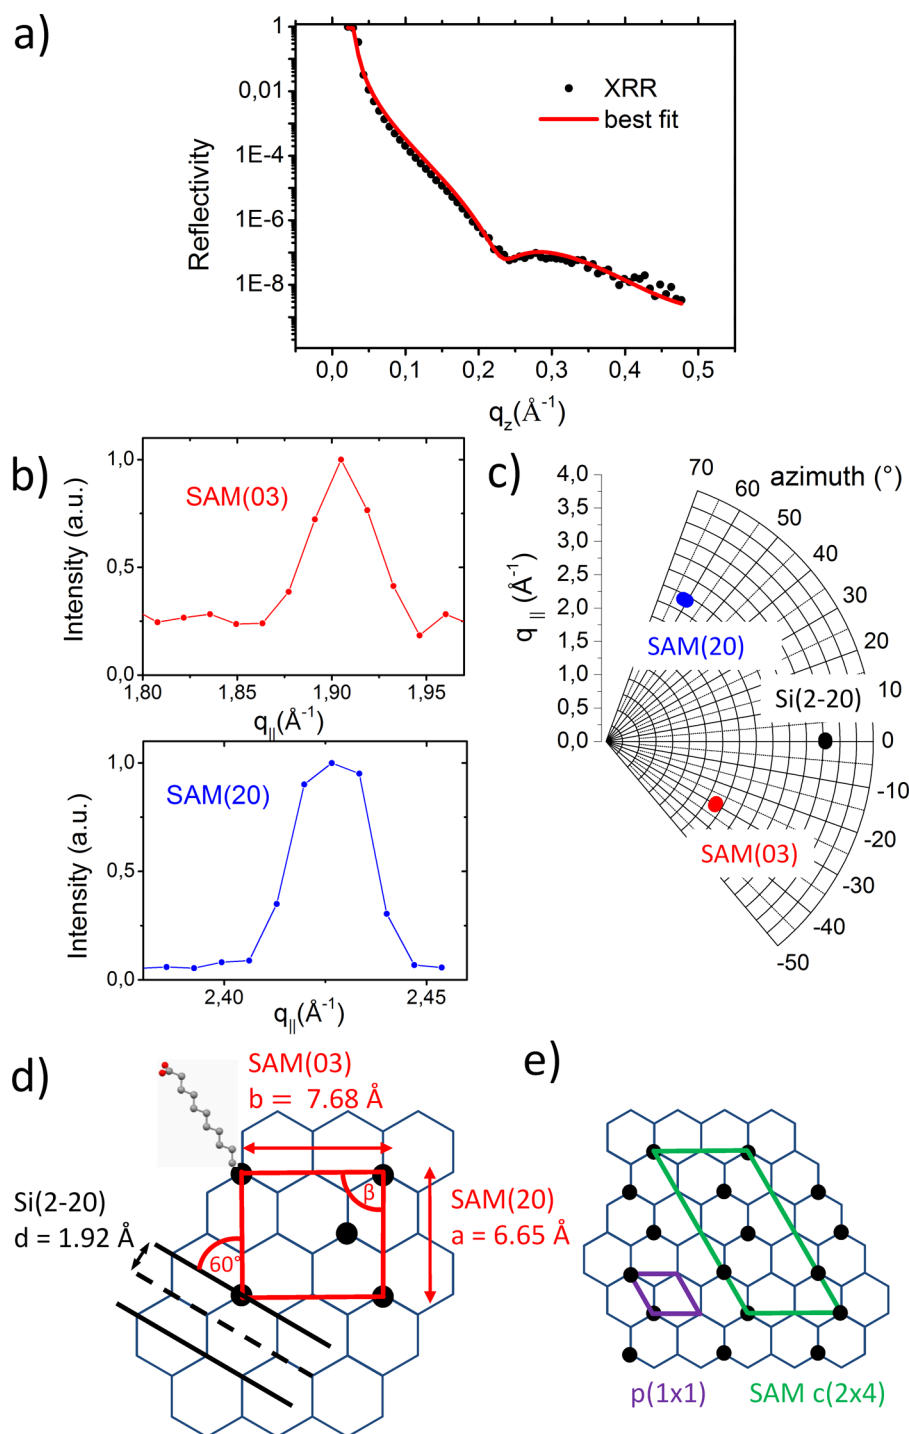 a)
1
0,01
1E-4
1E-6
1E-8
Reflectivity
XRR
best fit
0,0 0,1 0,2 0,3 0,4 0,5
q_z(Å⁻¹)
b)
1,0
0,5
0,0
Intensity (a.u.)
SAM(03)
1,80 1,85 1,90 1,95
q_||(Å⁻¹)
1,0
0,5
0,0
Intensity (a.u.)
SAM(20)
2,40 2,45
q_||(Å⁻¹)
c)
4,0
3,5
3,0
2,5
2,0
1,5
1,0
0,5
0,0
q_|| (Å⁻¹)
azimuth (°)
70
60
50
40
30
20
10
0
-10
-20
-30
-40
-50
SAM(20)
Si(2-20)
SAM(03)
d)
SAM(03)
b = 7.68 Å
Si(2-20)
d = 1.92 Å
60°
β
SAM(20)
a = 6.65 Å
e)
p(1x1)
SAM c(2x4)